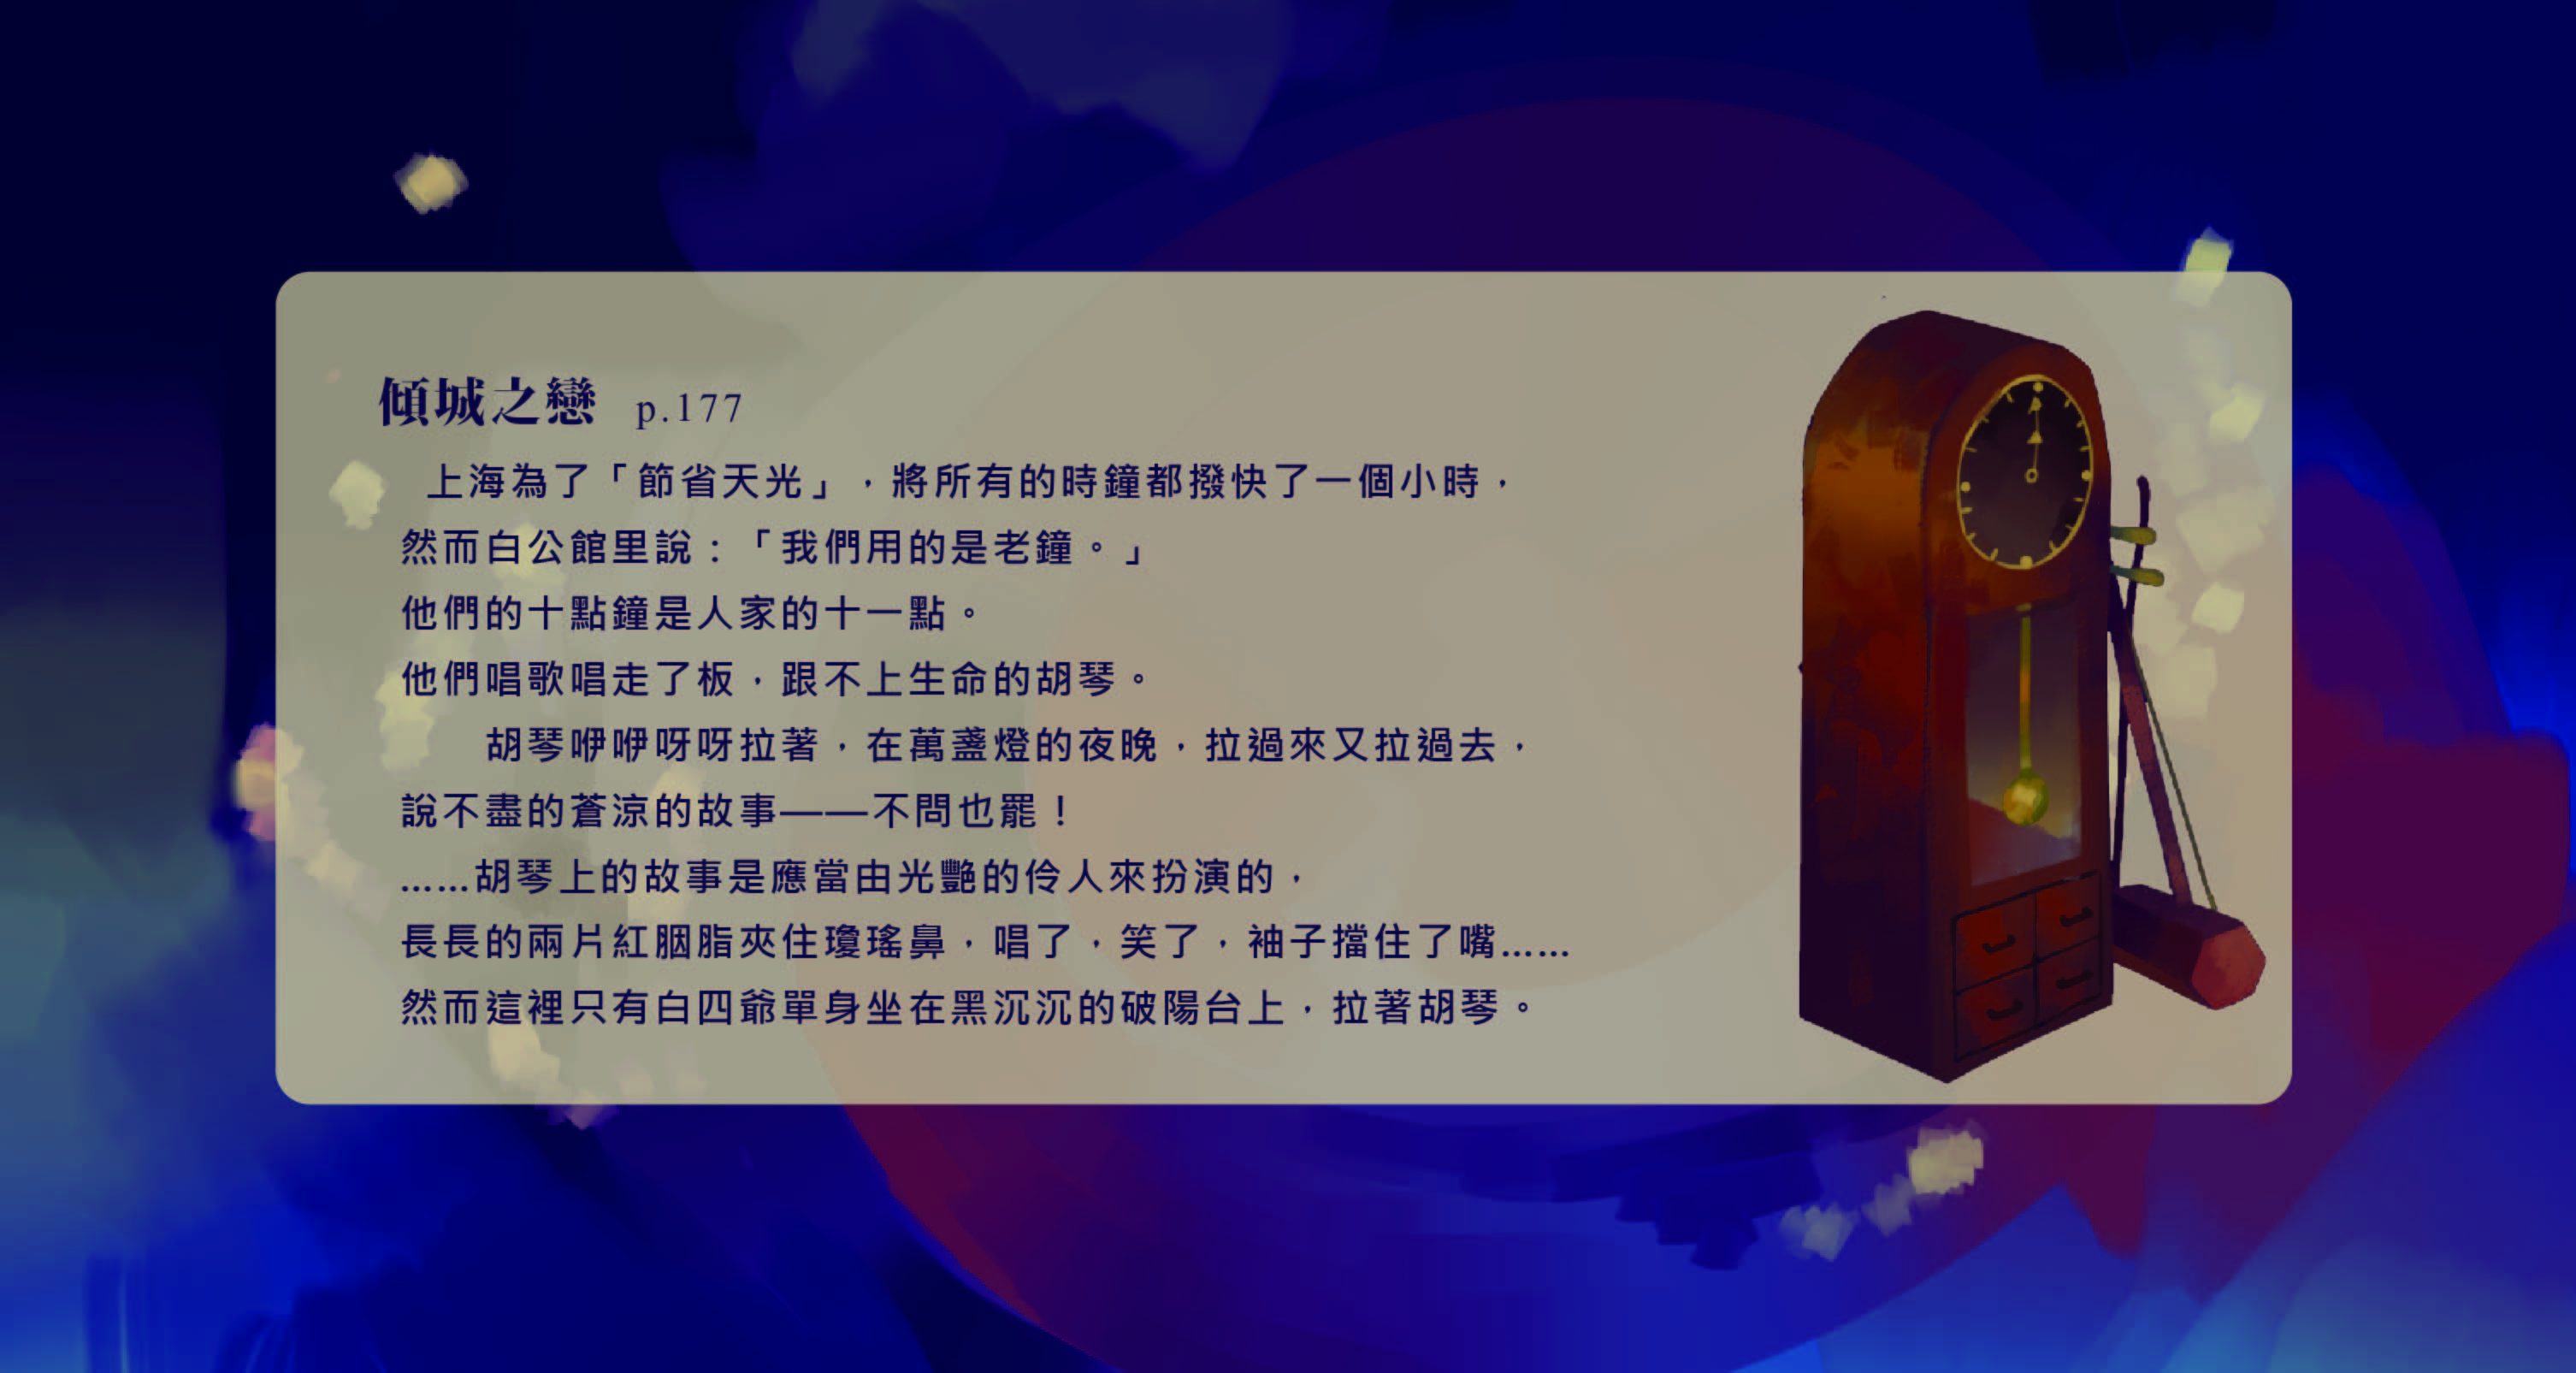 傾城之戀 p.177
上海為了「節省天光」，將所有的時鐘都撥快了一個小時，
然而白公館里說：「我們用的是老鐘。」
他們的十點鐘是人家的十一點。
他們唱歌唱走了板，跟不上生命的胡琴。
胡琴咿咿呀呀拉著，在萬盞燈的夜晚，拉過來又拉過去，
說不盡的蒼涼的故事——不問也罷！
……胡琴上的故事是應當由光艷的伶人來扮演的，
長長的兩片紅胭脂夾住瓊瑤鼻，唱了，笑了，袖子擋住了嘴……
然而這裡只有白四爺單身坐在黑沉沉的破陽台上，拉著胡琴。